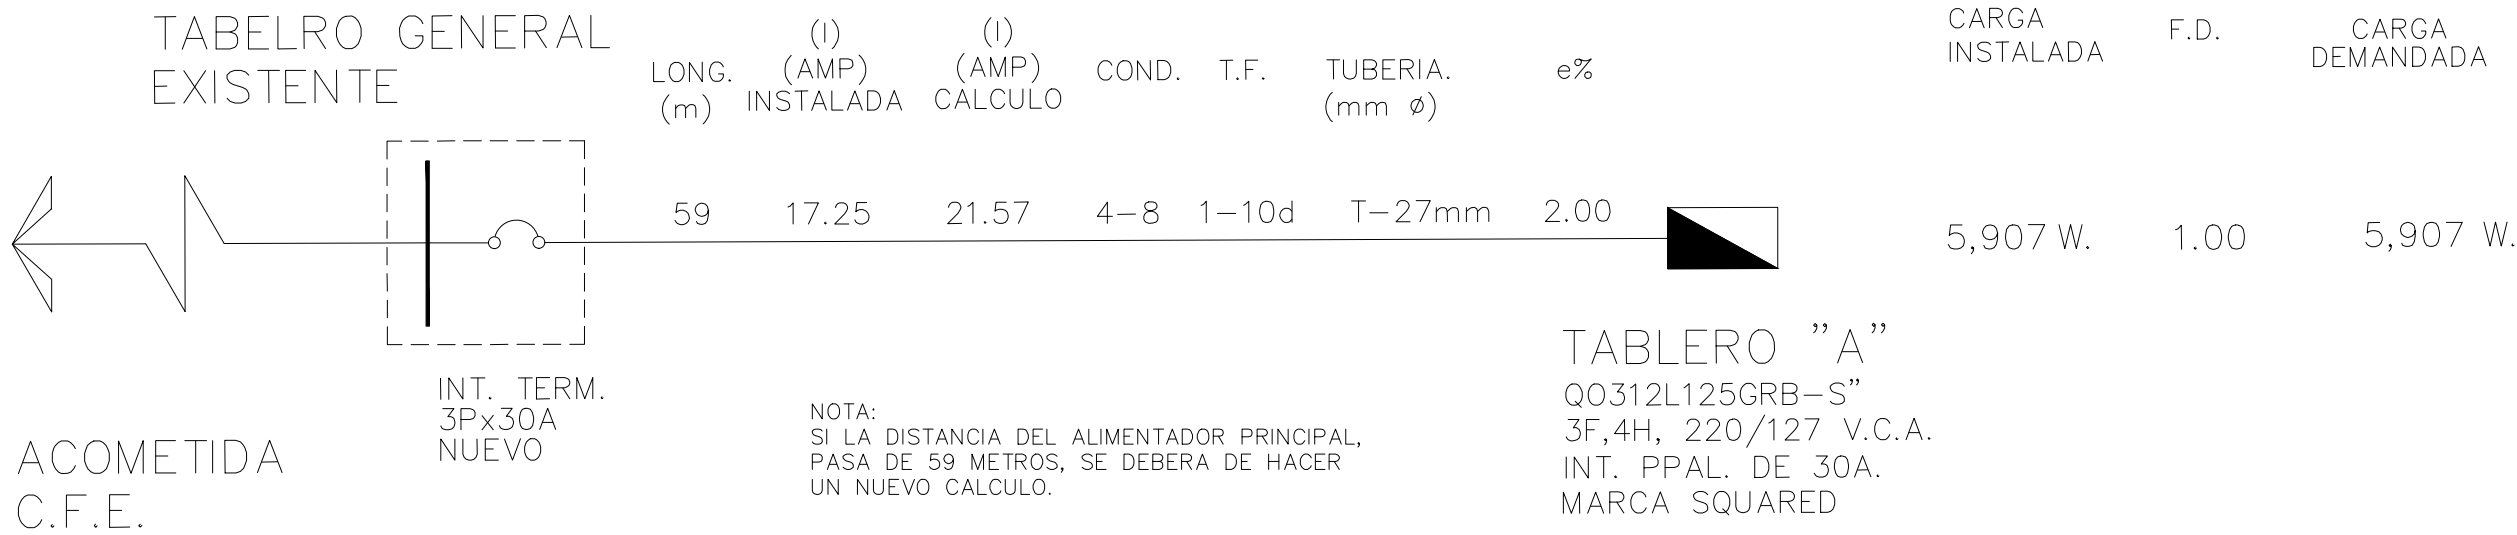 TABELRO GENERAL
EXISTENTE
LONG.
(m)
(I)
(AMP)
INSTALADA
(I)
(AMP)
CALCULO
COND.
T.F.
TUBERIA.
(mm ø)
e%
CARGA
INSTALADA
F.D.
CARGA
DEMANDADA
59 17.25 21.57 4-8 1-10d T-27mm 2.00 5,907 W. 1.00 5,907 W.
INT. TERM.
3Px30A
NUEVO
ACOMETIDA
C.F.E.
NOTA:
SI LA DISTANCIA DEL ALIMENTADOR PRINCIPAL,
PASA DE 59 METROS, SE DEBERA DE HACER
UN NUEVO CALCULO.
TABLERO "A"
QO312L125GRB-S"
3F,4H, 220/127 V.C.A.
INT. PPAL. DE 30A.
MARCA SQUARED